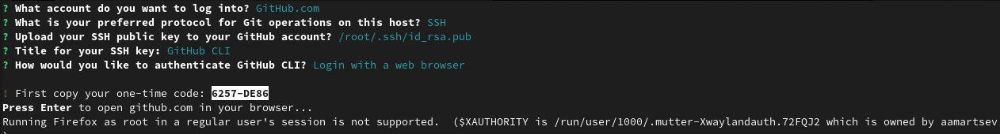 ? What account do you want to log into? GitHub.com
? What is your preferred protocol for Git operations on this host? SSH
? Upload your SSH public key to your GitHub account? /root/.ssh/id_rsa.pub
? Title for your SSH key: GitHub CLI
? How would you like to authenticate GitHub CLI? Login with a web browser
! First copy your one-time code: 6257-DE86
Press Enter to open github.com in your browser...
Running Firefox as root in a regular user's session is not supported.  ($XAUTHORITY is /run/user/1000/.mutter-Xwaylandauth.72FQJ2 which is owned by aamartsev